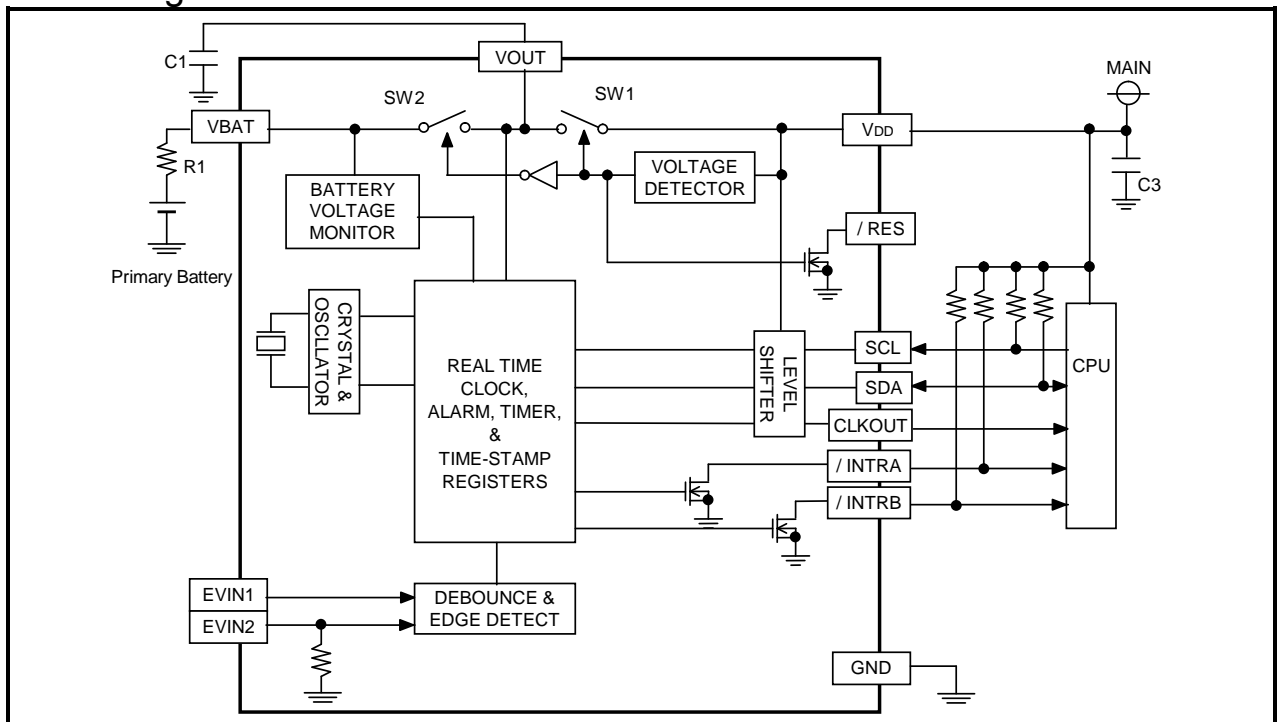 C1
VOUT
MAIN
SW2
SW1
VBAT
VDD
R1
BATTERY
VOLTAGE
MONITOR
VOLTAGE
DETECTOR
C3
/ RES
Primary Battery
CRYSTAL &
OSCILLATOR
REAL TIME
CLOCK,
ALARM, TIMER,
&
TIME-STAMP
REGISTERS
LEVEL
SHIFTER
SCL
SDA
CLKOUT
/ INTRA
/ INTRB
CPU
EVIN1
EVIN2
DEBOUNCE &
EDGE DETECT
GND